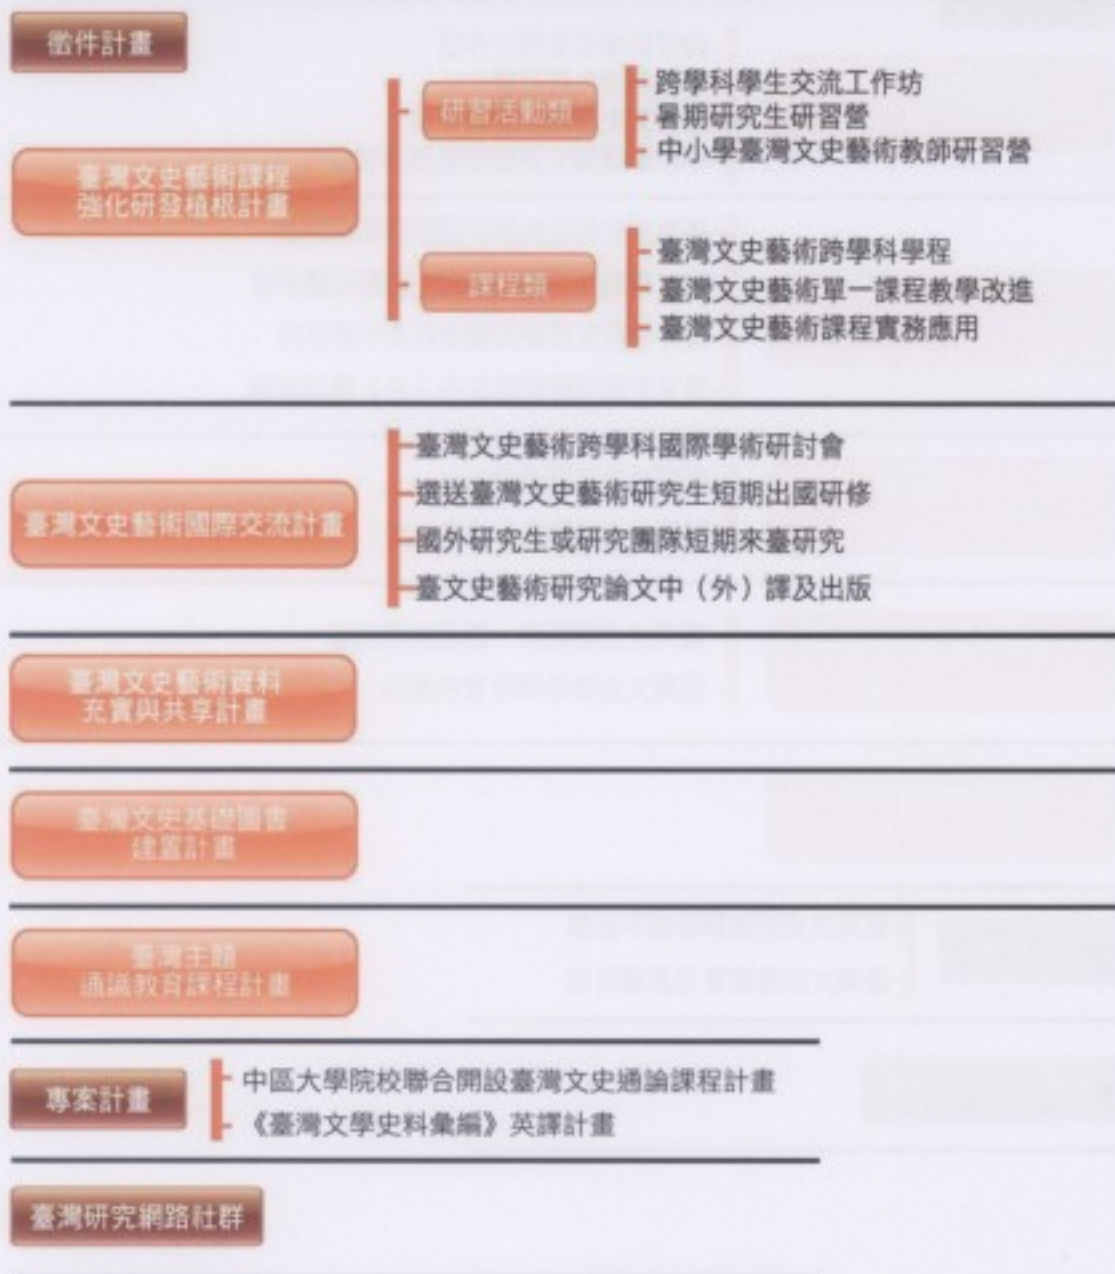 徵件計畫
臺灣文史藝術課程
強化研發植根計畫
研習活動類
跨學科學生交流工作坊
暑期研究生研習營
中小學臺灣文史藝術教師研習營
課程類
臺灣文史藝術跨學科學程
臺灣文史藝術單一課程教學改進
臺灣文史藝術課程實務應用
臺灣文史藝術國際交流計畫
臺灣文史藝術跨學科國際學術研討會
選送臺灣文史藝術研究生短期出國研修
國外研究生或研究團隊短期來臺研究
臺文史藝術研究論文中（外）譯及出版
臺灣文史藝術資料
充實與共享計畫
臺灣文史基礎圖書
建置計畫
臺灣主題
通識教育課程計畫
專案計畫
中區大學院校聯合開設臺灣文史通論課程計畫
《臺灣文學史料彙編》英譯計畫
臺灣研究網路社群